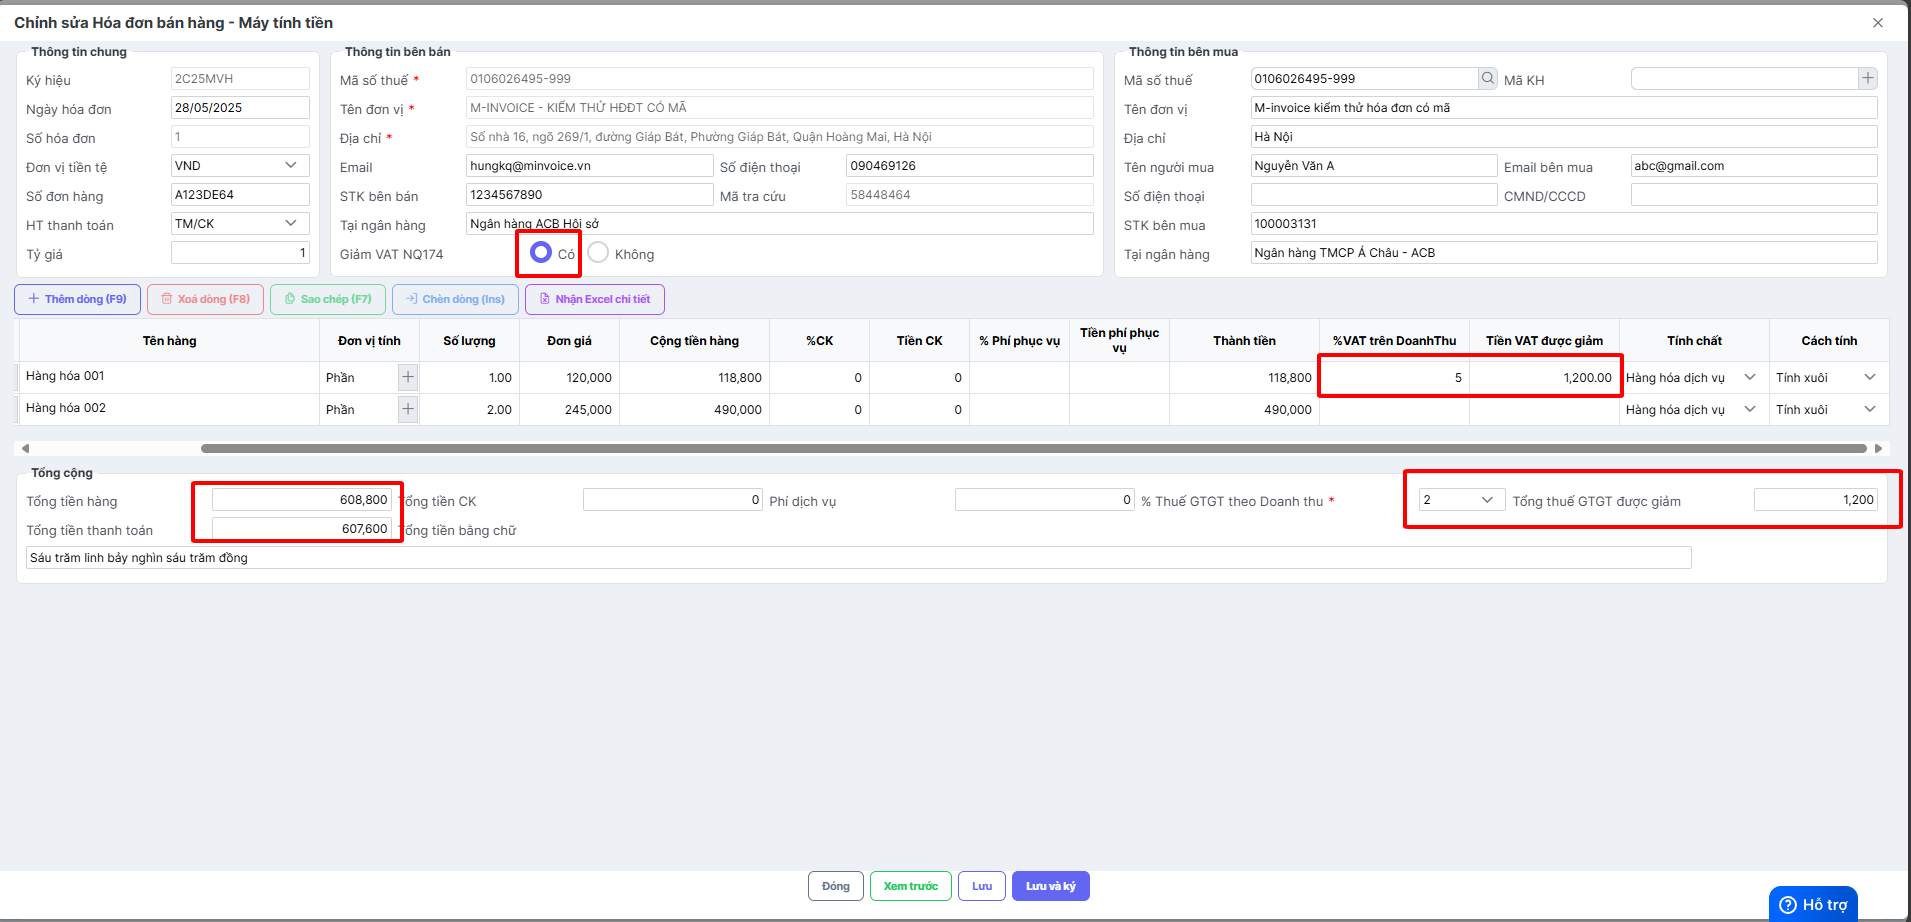 Chỉnh sửa Hóa đơn bán hàng - Máy tính tiền
Thông tin chung
Ký hiệu 2C25MVH
Ngày hóa đơn 28/05/2025
Số hóa đơn 1
Đơn vị tiền tệ VND
Số đơn hàng A123DE64
HT thanh toán TM/CK
Tỷ giá 1
Thông tin bên bán
Mã số thuế * 0106026495-999
Tên đơn vị * M-INVOICE - KIỂM THỬ HĐĐT CÓ MÃ
Địa chỉ * Số nhà 16, ngõ 269/1, đường Giáp Bát, Phường Giáp Bát, Quận Hoàng Mai, Hà Nội
Email hungkq@minvoice.vn Số điện thoại 090469126
STK bên bán 1234567890 Mã tra cứu 58448464
Tại ngân hàng Ngân hàng ACB Hội sở
Giảm VAT NQ174 Có Không
Thông tin bên mua
Mã số thuế 0106026495-999 Mã KH
Tên đơn vị M-invoice kiểm thử hóa đơn có mã
Địa chỉ Hà Nội
Tên người mua Nguyễn Văn A Email bên mua abc@gmail.com
Số điện thoại CMND/CCCD
STK bên mua 100003131
Tại ngân hàng Ngân hàng TMCP Á Châu - ACB
Thêm dòng (F9) Xoá dòng (F8) Sao chép (F7) Chèn dòng (Ins) Nhận Excel chi tiết
Tên hàng Đơn vị tính Số lượng Đơn giá Cộng tiền hàng %CK Tiền CK % Phí phục vụ Tiền phí phục vụ Thành tiền %VAT trên DoanhThu Tiền VAT được giảm Tính chất Cách tính
Hàng hóa 001 Phần 1.00 120,000 118,800 0 0 118,800 5 1,200.00 Hàng hóa dịch vụ Tính xuôi
Hàng hóa 002 Phần 2.00 245,000 490,000 0 0 490,000 Hàng hóa dịch vụ Tính xuôi
Tổng cộng
Tổng tiền hàng 608,800 Tổng tiền CK 0 Phí dịch vụ 0 % Thuế GTGT theo Doanh thu * 2 Tổng thuế GTGT được giảm 1,200
Tổng tiền thanh toán 607,600 Tổng tiền bằng chữ
Sáu trăm linh bảy nghìn sáu trăm đồng
Đóng Xem trước Lưu Lưu và ký
Hỗ trợ